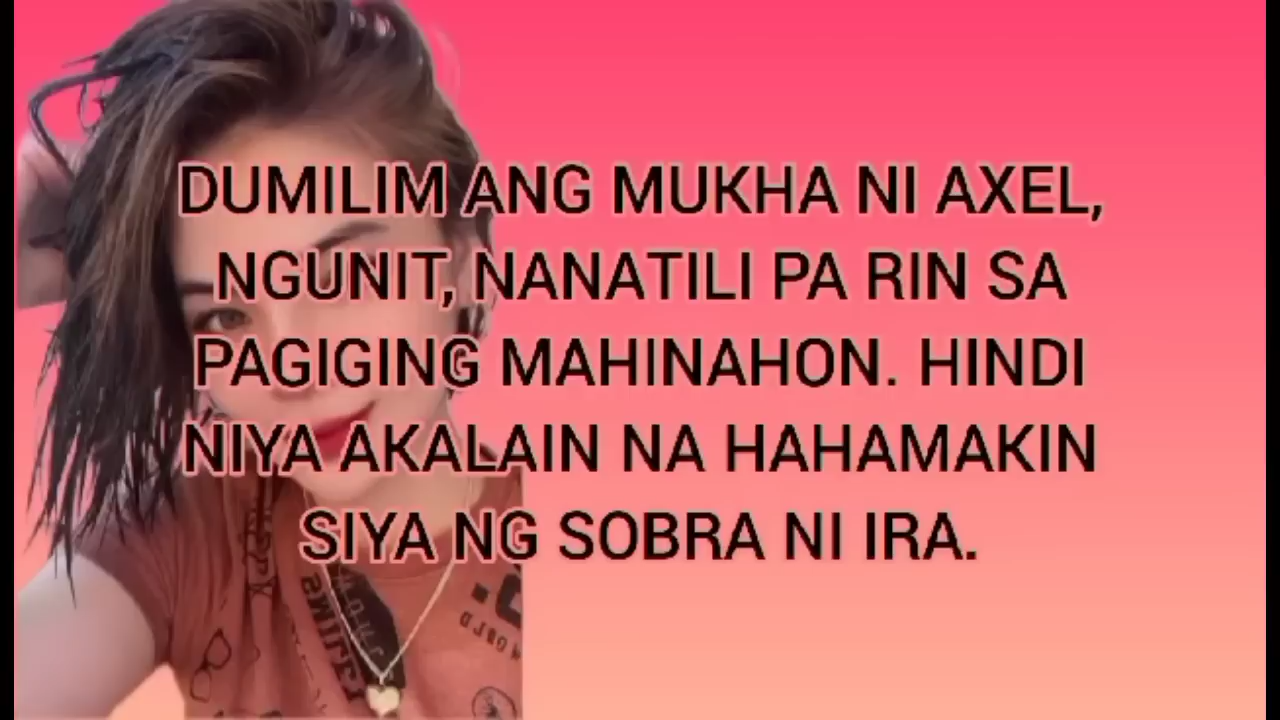 DUMILIM ANG MUKHA NI AXEL,
NGUNIT, NANATILI PA RIN SA
PAGIGING MAHINAHON. HINDI
NIYA AKALAIN NA HAHAMAKIN
SIYA NG SOBRA NI IRA.